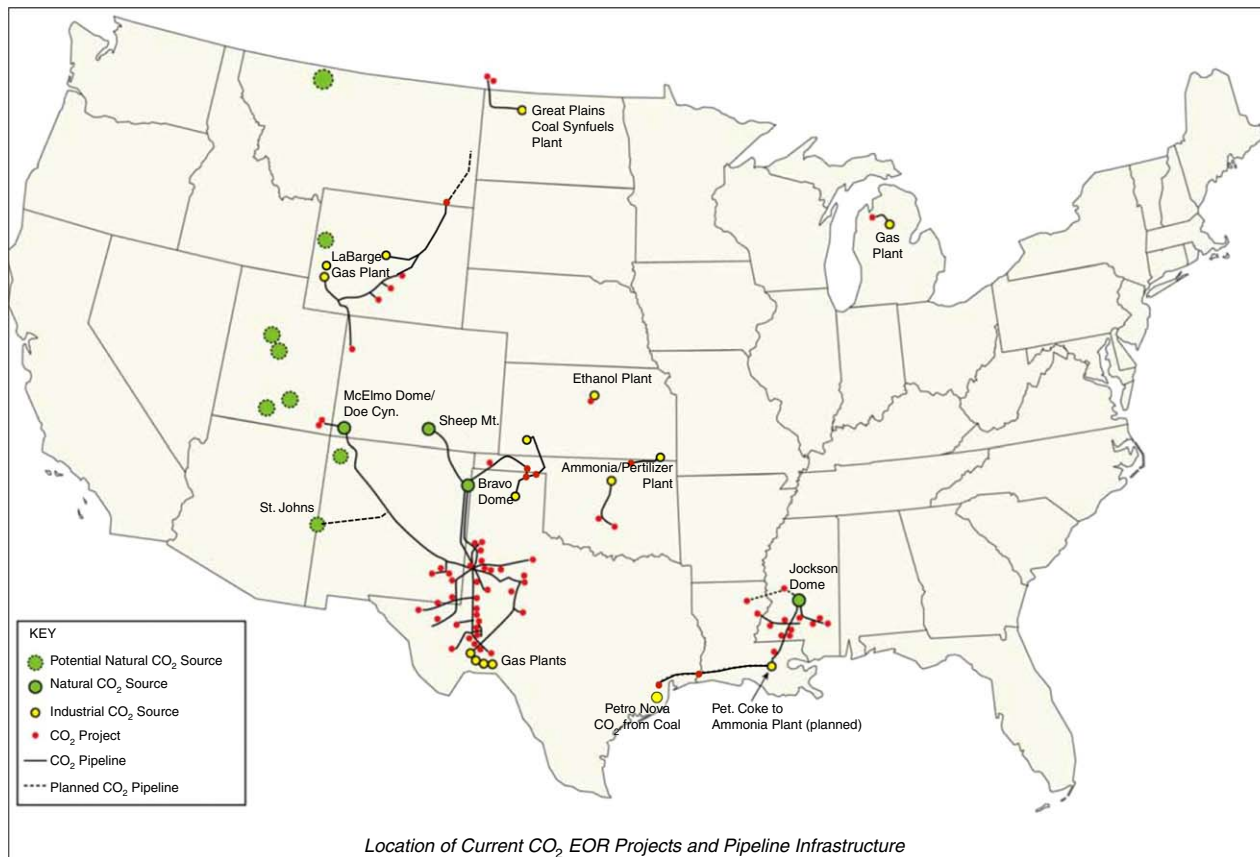 Great Plains
Coal Synfuels
Plant
LaBarge
Gas Plant
Gas
Plant
Ethanol Plant
McElmo Dome/
Doe Cyn.
Sheep Mt.
Ammonia/Pertilizer
Plant
Bravo
Dome
St. Johns
Jockson
Dome
Gas Plants
Petro Nova
CO₂ from Coal
Pet. Coke to
Ammonia Plant (planned)
KEY
Potential Natural CO₂ Source
Natural CO₂ Source
Industrial CO₂ Source
CO₂ Project
CO₂ Pipeline
Planned CO₂ Pipeline
Location of Current CO₂ EOR Projects and Pipeline Infrastructure